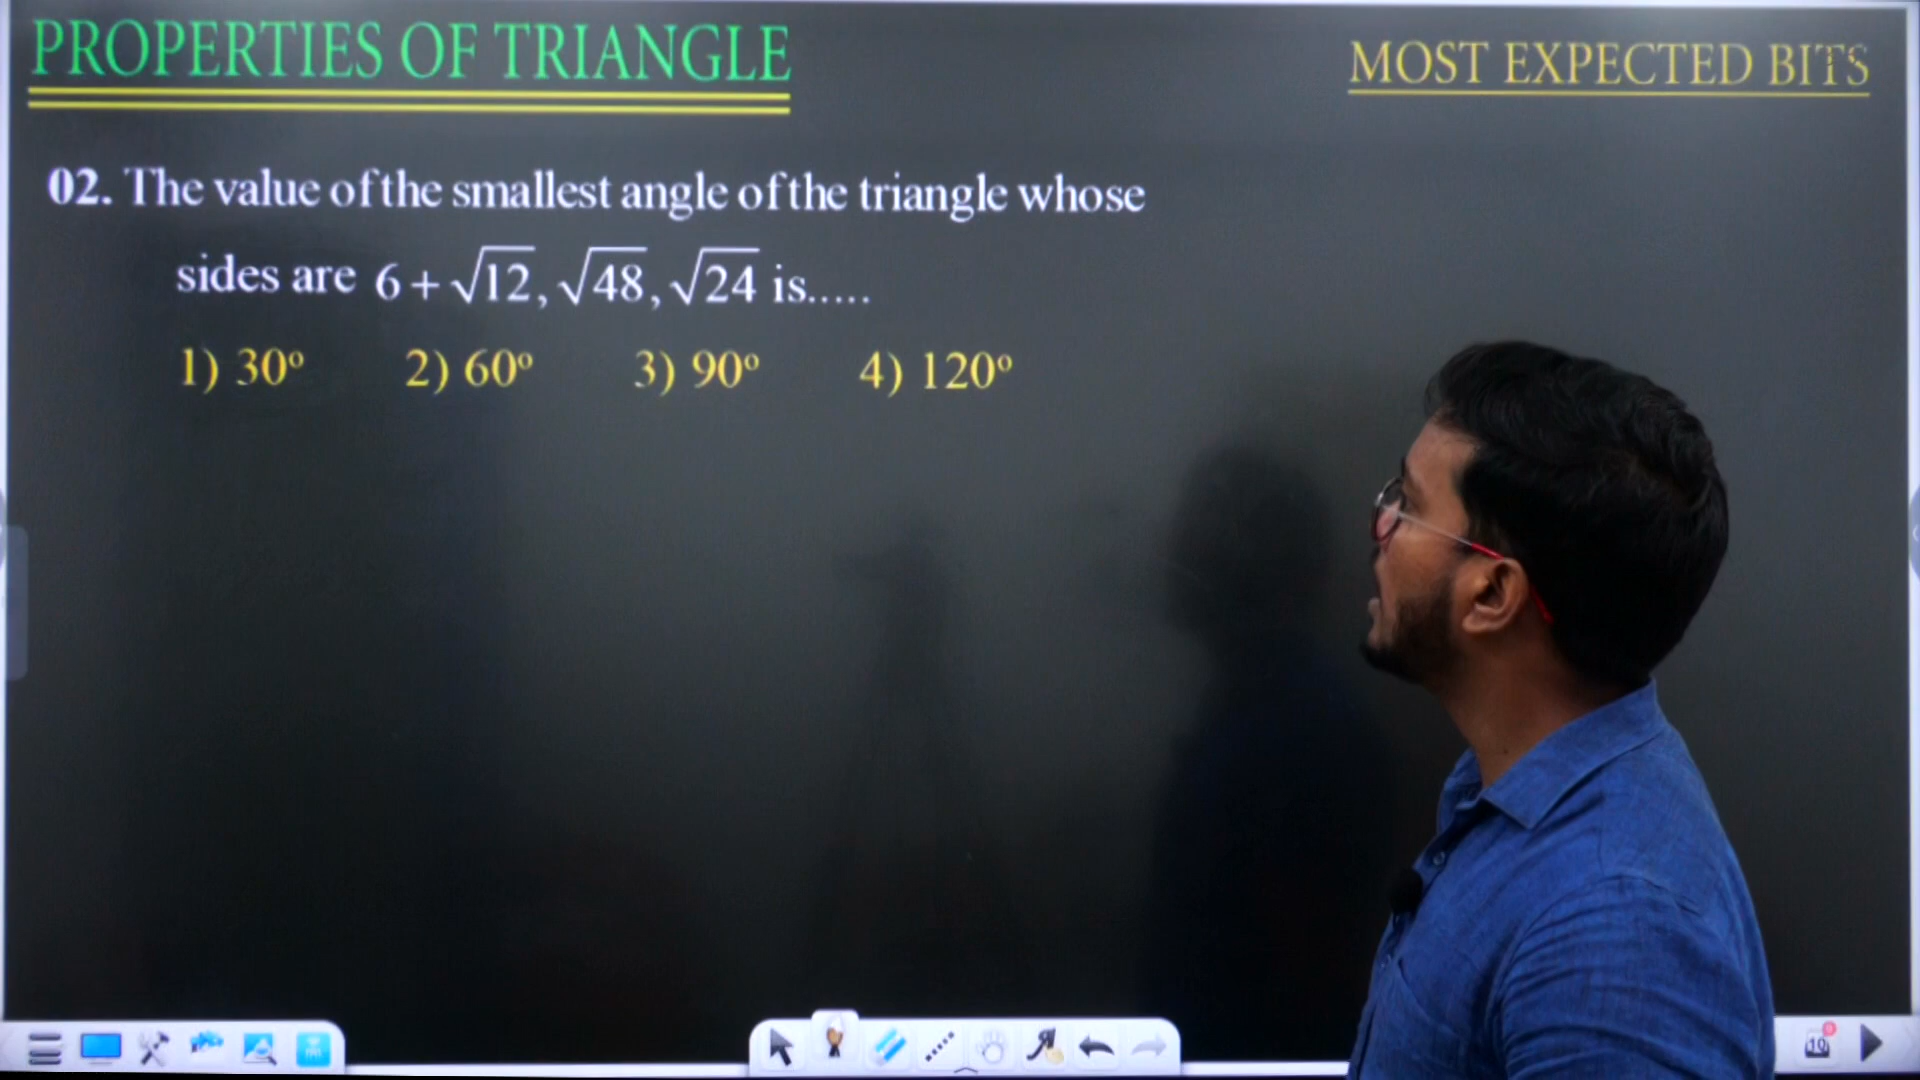 PROPERTIES OF TRIANGLE
MOST EXPECTED BITS
02. The value of the smallest angle of the triangle whose
sides are 6 + √12, √48, √24 is.....
1) 30° 2) 60° 3) 90° 4) 120°
10